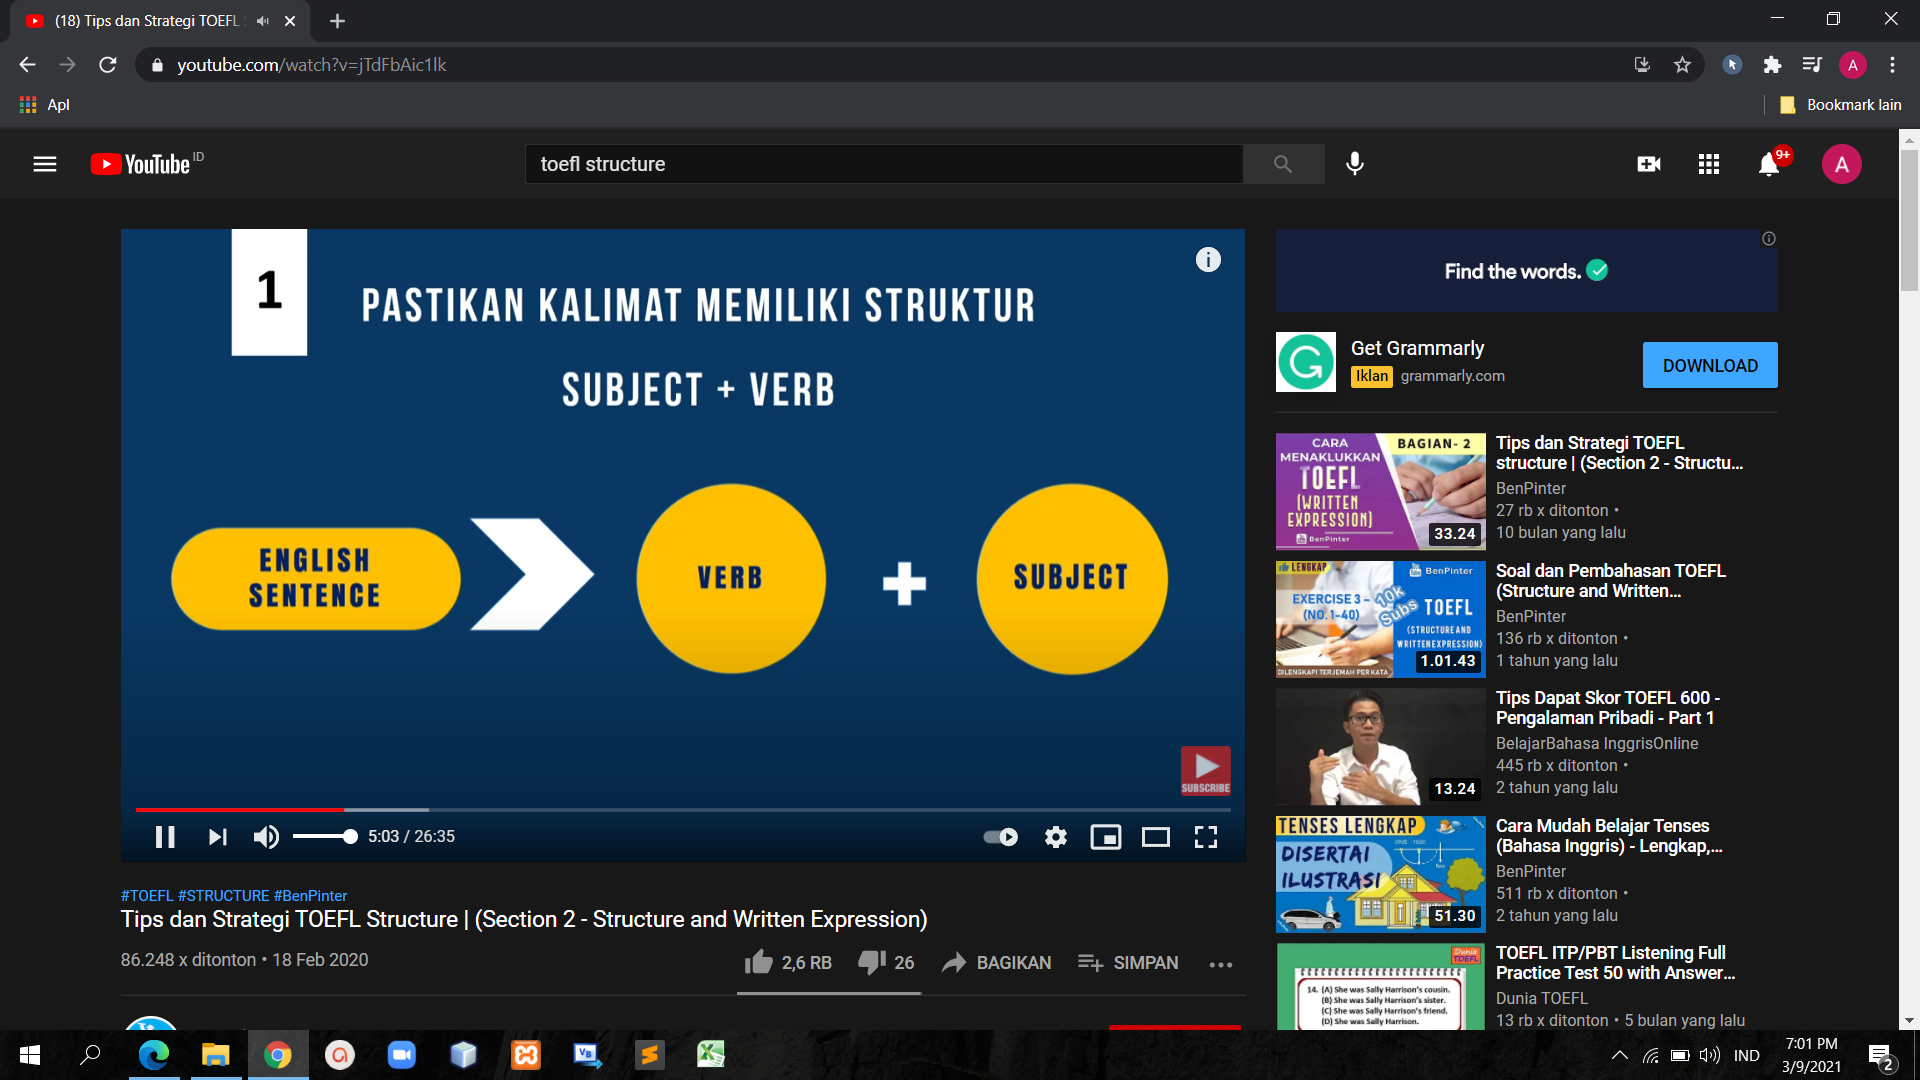 (18) Tips dan Strategi TOEFL
youtube.com/watch?v=jTdFbAic1lk
Apl
Bookmark lain
YouTube ID
toefl structure
9+
A
1
PASTIKAN KALIMAT MEMILIKI STRUKTUR
SUBJECT + VERB
ENGLISH
SENTENCE
VERB
+
SUBJECT
SUBSCRIBE
5:03 / 26:35
#TOEFL #STRUCTURE #BenPinter
Tips dan Strategi TOEFL Structure | (Section 2 - Structure and Written Expression)
86.248 x ditonton • 18 Feb 2020
2,6 RB
26
BAGIKAN
SIMPAN
Find the words.
Get Grammarly
Iklan grammarly.com
DOWNLOAD
CARA
MENAKLUKKAN
TOEFL
(WRITTEN
EXPRESSION)
BenPinter
BAGIAN- 2
33.24
Tips dan Strategi TOEFL
structure | (Section 2 - Structu...
BenPinter
27 rb x ditonton •
10 bulan yang lalu
LENGKAP
BenPinter
EXERCISE 3 -
(NO. 1-40)
10k
Subs
TOEFL
(STRUCTURE AND
WRITTEN EXPRESSION)
DILENGKAPI TERJEMAH PER KATA
1.01.43
Soal dan Pembahasan TOEFL
(Structure and Written...
BenPinter
136 rb x ditonton •
1 tahun yang lalu
13.24
Tips Dapat Skor TOEFL 600 -
Pengalaman Pribadi - Part 1
BelajarBahasa InggrisOnline
445 rb x ditonton •
2 tahun yang lalu
TENSES LENGKAP
DISERTAI
ILUSTRASI
51.30
Cara Mudah Belajar Tenses
(Bahasa Inggris) - Lengkap,...
BenPinter
511 rb x ditonton •
2 tahun yang lalu
Dunia
TOEFL
14. (A) She was Sally Harrison's cousin.
(B) She was Sally Harrison's sister.
(C) She was Sally Harrison's friend.
(D) She was Sally Harrison.
TOEFL ITP/PBT Listening Full
Practice Test 50 with Answer...
Dunia TOEFL
13 rb x ditonton • 5 bulan yang lalu
IND
7:01 PM
3/9/2021
2